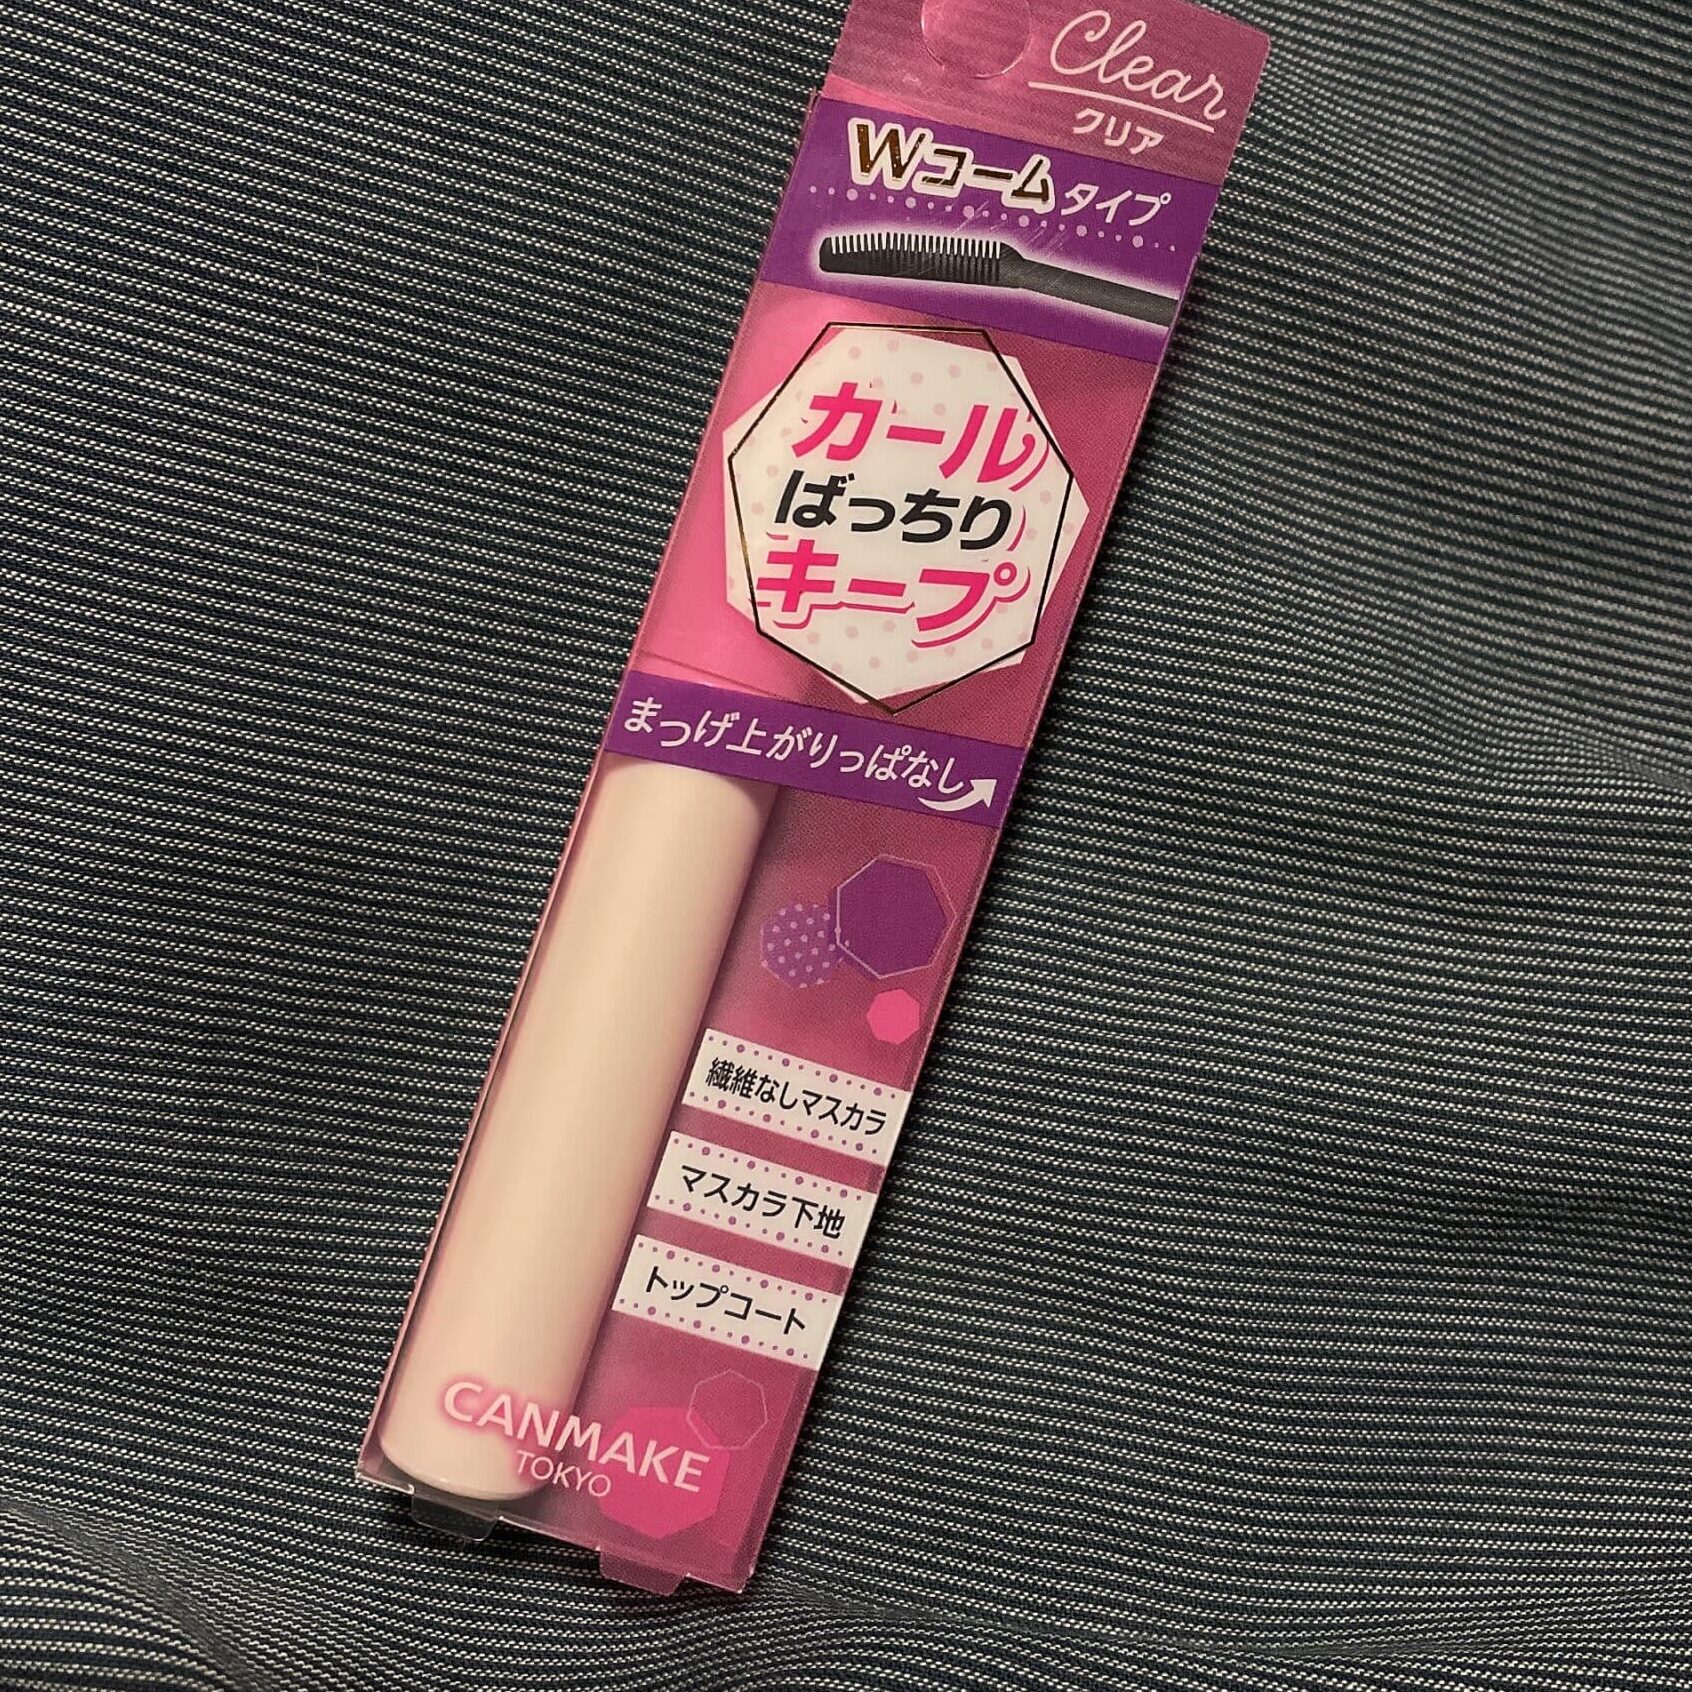 Clear
クリア
Wコームタイプ
カール
ばっちり
キープ
まつげ上がりっぱなし
繊維なしマスカラ
マスカラ下地
トップコート
CANMAKE
TOKYO